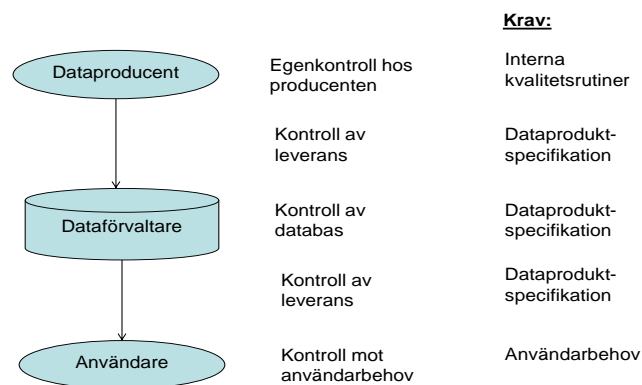 Krav:
Dataproducent
Egenkontroll hos
producenten
Interna
kvalitetsrutiner
Kontroll av
leverans
Dataprodukt-
specifikation
Dataförvaltare
Kontroll av
databas
Dataprodukt-
specifikation
Kontroll av
leverans
Dataprodukt-
specifikation
Användare
Kontroll mot
användarbehov
Användarbehov